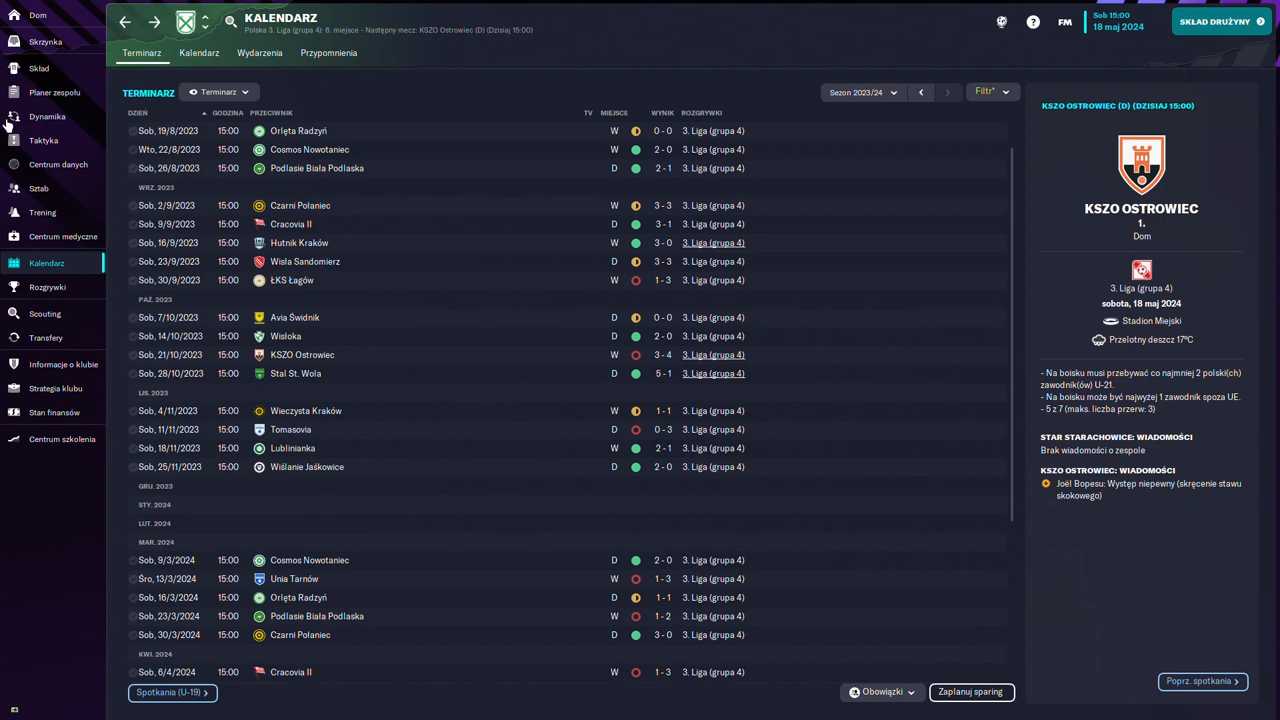 Dom
Skrzynka
Skład
Planer zespołu
Dynamika
Taktyka
Centrum danych
Sztab
Trening
Centrum medyczne
Kalendarz
Rozgrywki
Scouting
Transfery
Informacje o klubie
Strategia klubu
Stan finansów
Centrum szkolenia
KALENDARZ
Polska 3. Liga (grupa 4): 6. miejsce - Następny mecz: KSZO Ostrowiec (D) (Dzisiaj 15:00)
FM
Sob 15:00
18 maj 2024
SKŁAD DRUŻYNY
Terminarz Kalendarz Wydarzenia Przypomnienia
TERMINARZ Terminarz Sezon 2023/24 Filtr*
DZIEŃ GODZINA PRZECIWNIK TV MIEJSCE WYNIK ROZGRYWKI
Sob, 19/8/2023 15:00 Orlęta Radzyń W 0 - 0 3. Liga (grupa 4)
Wto, 22/8/2023 15:00 Cosmos Nowotaniec W 2 - 0 3. Liga (grupa 4)
Sob, 26/8/2023 15:00 Podlasie Biała Podlaska D 2 - 1 3. Liga (grupa 4)
WRZ. 2023
Sob, 2/9/2023 15:00 Czarni Połaniec W 3 - 3 3. Liga (grupa 4)
Sob, 9/9/2023 15:00 Cracovia II D 3 - 1 3. Liga (grupa 4)
Sob, 16/9/2023 15:00 Hutnik Kraków W 3 - 0 3. Liga (grupa 4)
Sob, 23/9/2023 15:00 Wisła Sandomierz D 3 - 3 3. Liga (grupa 4)
Sob, 30/9/2023 15:00 ŁKS Łagów W 1 - 3 3. Liga (grupa 4)
PAŹ. 2023
Sob, 7/10/2023 15:00 Avia Świdnik D 0 - 0 3. Liga (grupa 4)
Sob, 14/10/2023 15:00 Wisłoka D 2 - 0 3. Liga (grupa 4)
Sob, 21/10/2023 15:00 KSZO Ostrowiec W 3 - 4 3. Liga (grupa 4)
Sob, 28/10/2023 15:00 Stal St. Wola D 5 - 1 3. Liga (grupa 4)
LIS. 2023
Sob, 4/11/2023 15:00 Wieczysta Kraków W 1 - 1 3. Liga (grupa 4)
Sob, 11/11/2023 15:00 Tomasovia D 0 - 3 3. Liga (grupa 4)
Sob, 18/11/2023 15:00 Lublinianka W 2 - 1 3. Liga (grupa 4)
Sob, 25/11/2023 15:00 Wiślanie Jaśkowice D 2 - 0 3. Liga (grupa 4)
GRU. 2023
STY. 2024
LUT. 2024
MAR. 2024
Sob, 9/3/2024 15:00 Cosmos Nowotaniec D 2 - 0 3. Liga (grupa 4)
Śro, 13/3/2024 15:00 Unia Tarnów W 1 - 3 3. Liga (grupa 4)
Sob, 16/3/2024 15:00 Orlęta Radzyń D 1 - 1 3. Liga (grupa 4)
Sob, 23/3/2024 15:00 Podlasie Biała Podlaska W 1 - 2 3. Liga (grupa 4)
Sob, 30/3/2024 15:00 Czarni Połaniec D 3 - 0 3. Liga (grupa 4)
KWI. 2024
Sob, 6/4/2024 15:00 Cracovia II W 1 - 3 3. Liga (grupa 4)
Spotkania (U-19) Obowiązki Zaplanuj sparing
KSZO OSTROWIEC (D) (DZISIAJ 15:00)
KSZO OSTROWIEC
1.
Dom
3. Liga (grupa 4)
sobota, 18 maj 2024
Stadion Miejski
Przelotny deszcz 17°C
- Na boisku musi przebywać co najmniej 2 polski(ch)
zawodnik(ów) U-21.
- Na boisku może być najwyżej 1 zawodnik spoza UE.
- 5 z 7 (maks. liczba przerw: 3)
STAR STARACHOWICE: WIADOMOŚCI
Brak wiadomości o zespole
KSZO OSTROWIEC: WIADOMOŚCI
Joël Bopesu: Występ niepewny (skręcenie stawu
skokowego)
Poprz. spotkania